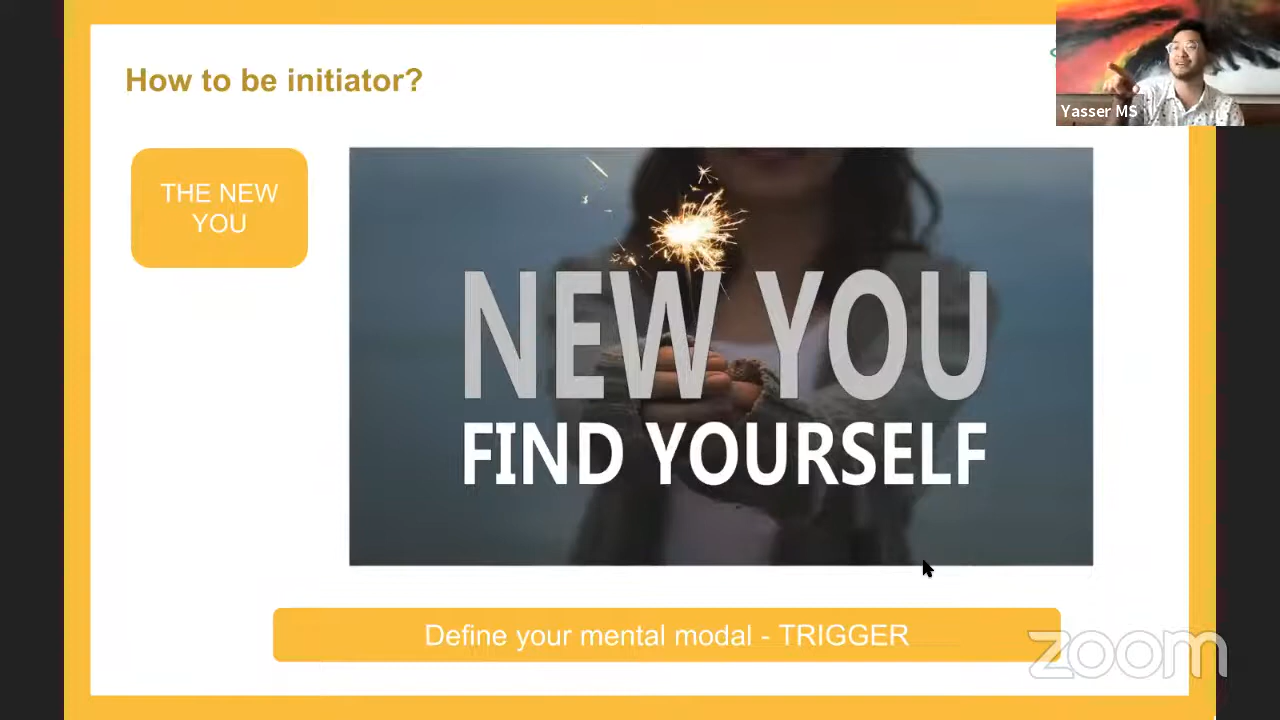 How to be initiator?
Yasser MS
THE NEW
YOU
NEW YOU
FIND YOURSELF
Define your mental modal - TRIGGER
zoom